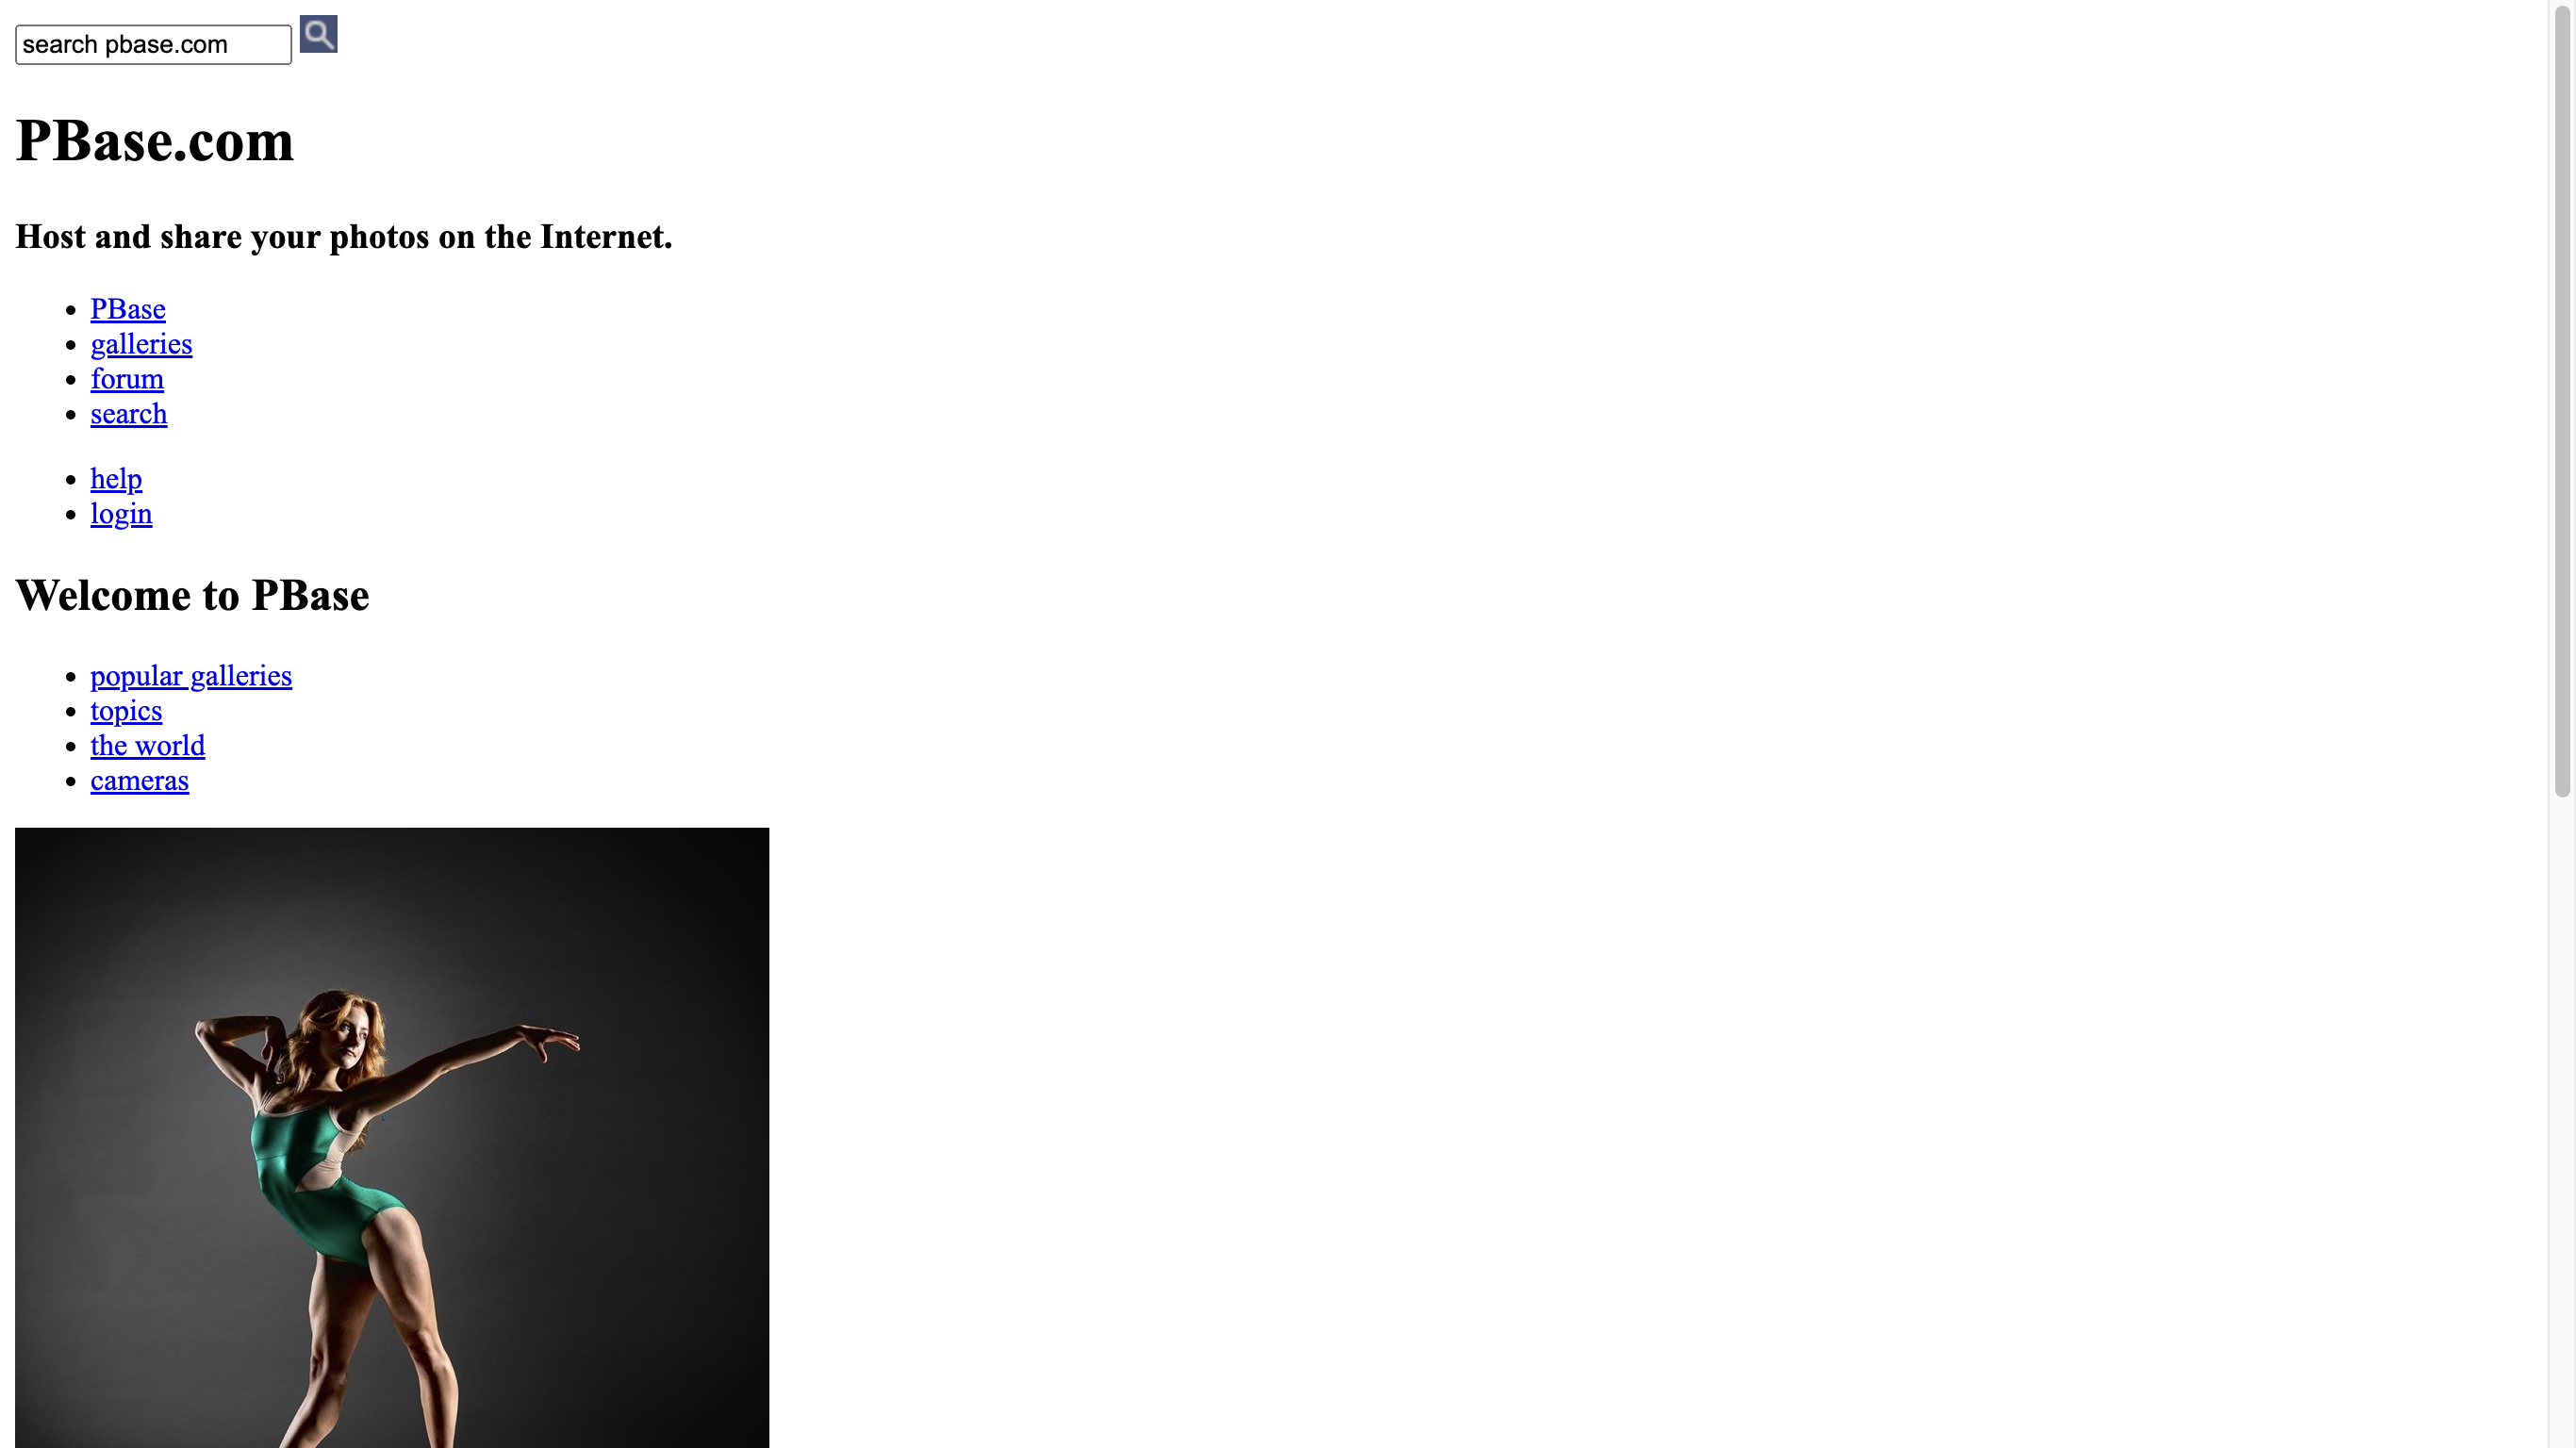 search pbase.com
PBase.com
Host and share your photos on the Internet.
PBase
galleries
forum
search
help
login
Welcome to PBase
popular galleries
topics
the world
cameras